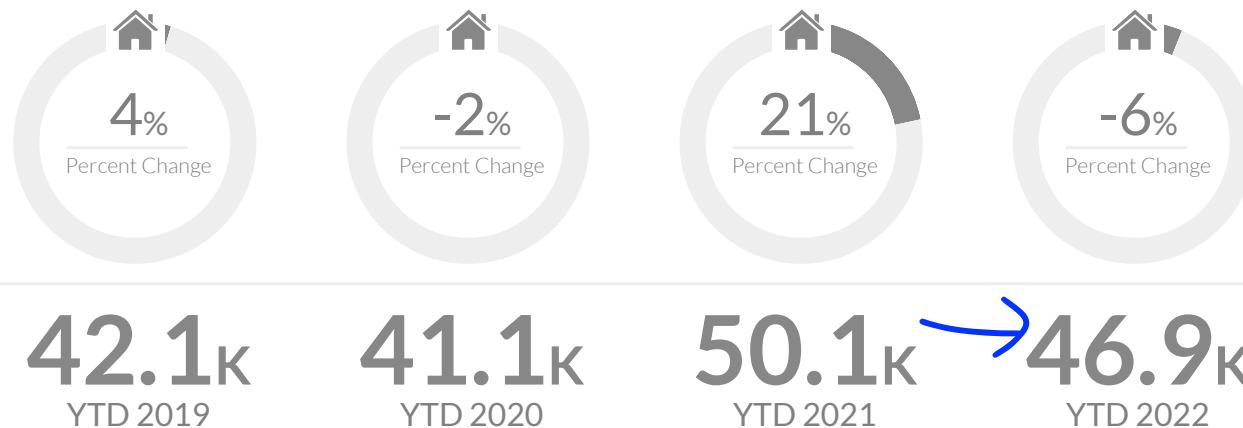 4% -2% 21% -6%
Percent Change Percent Change Percent Change Percent Change
42.1K 41.1K 50.1K 46.9K
YTD 2019 YTD 2020 YTD 2021 YTD 2022